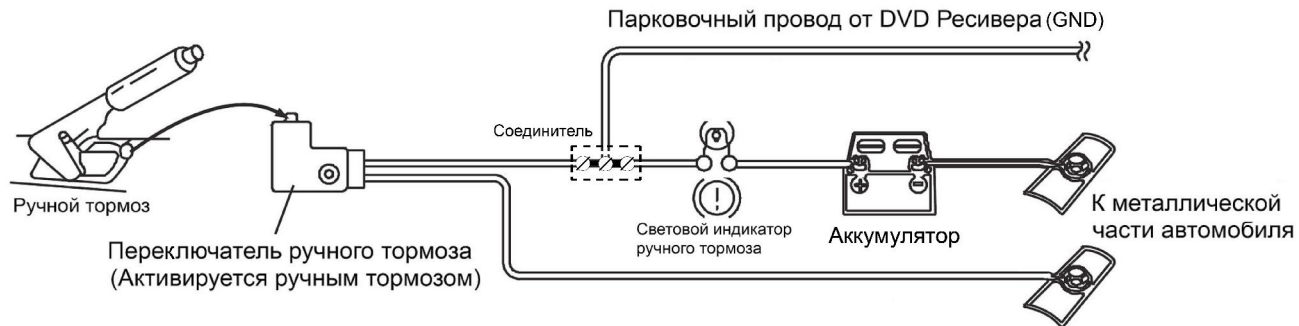 Парковочный провод от DVD Ресивера (GND)
Соединитель
Ручной тормоз
Переключатель ручного тормоза
(Активируется ручным тормозом)
Световой индикатор
ручного тормоза
Аккумулятор
К металлической
части автомобиля